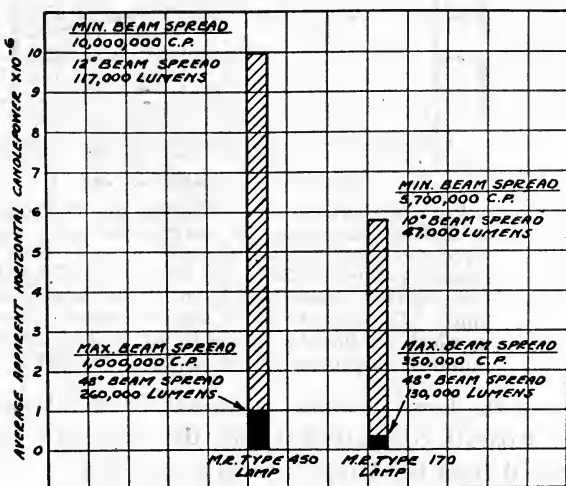 AVERAGE APPARENT HORIZONTAL CANDLEPOWER X10-6
10
9
8
7
6
5
4
3
2
1
0
MIN. BEAM SPREAD
10,000,000 C.P.
12° BEAM SPREAD
117,000 LUMENS
MIN. BEAM SPREAD
5,700,000 C.P.
10° BEAM SPREAD
47,000 LUMENS
MAX. BEAM SPREAD
1,000,000 C.P.
48° BEAM SPREAD
260,000 LUMENS
MAX. BEAM SPREAD
350,000 C.P.
48° BEAM SPREAD
130,000 LUMENS
M.R. TYPE 450
LAMP
M.R. TYPE 170
LAMP